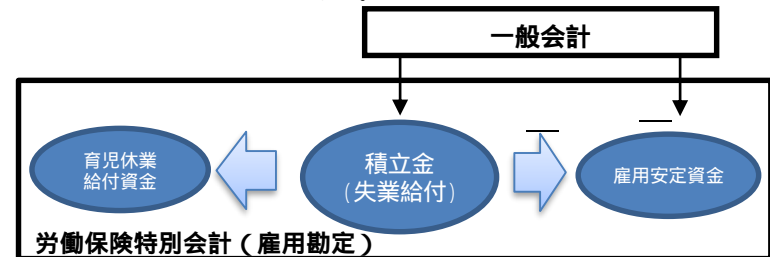 一般会計
育児休業
給付資金
積立金
(失業給付)
雇用安定資金
労働保険特別会計(雇用勘定)